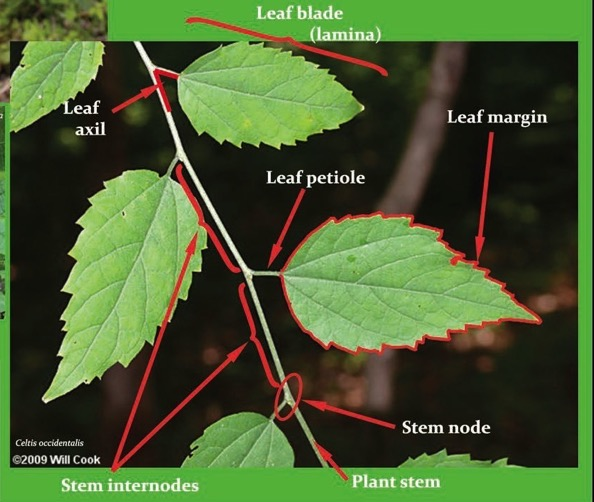 Leaf blade
(lamina)
Leaf
axil
Leaf margin
Leaf petiole
Stem node
Celtis occidentalis
©2009 Will Cook
Stem internodes
Plant stem